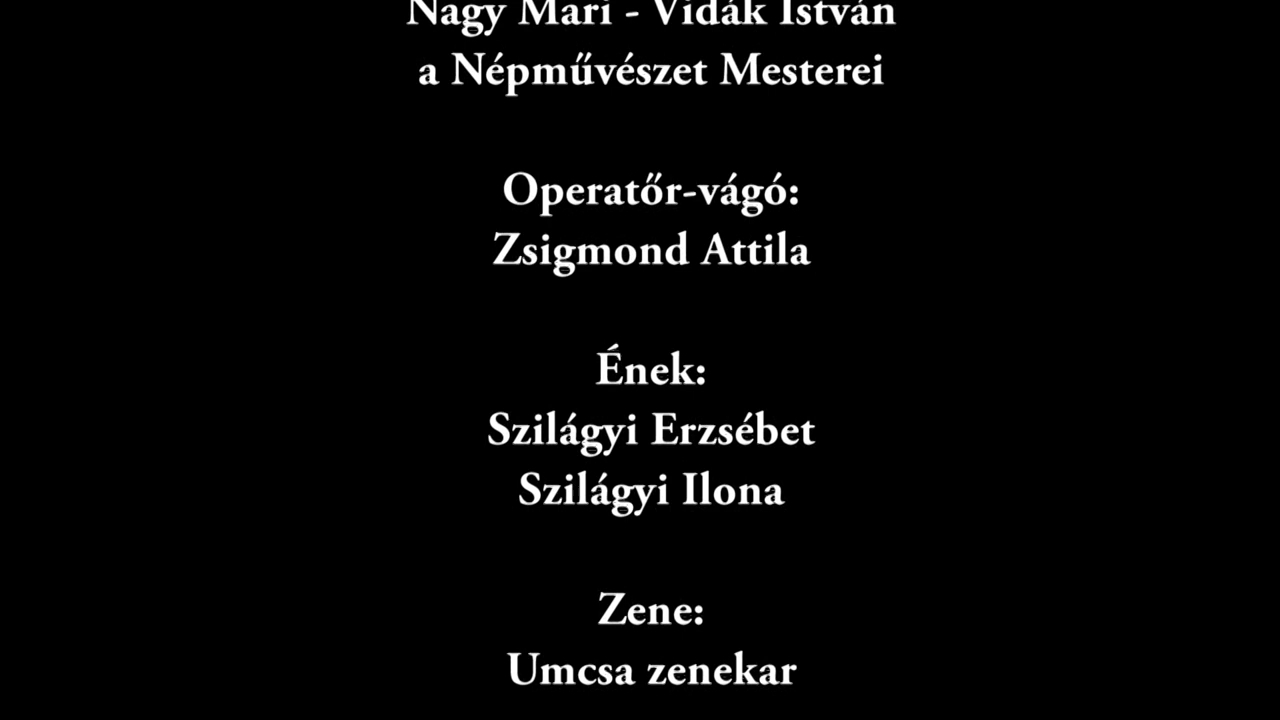 Nagy Mari - Vidák István
a Népművészet Mesterei
Operatőr-vágó:
Zsigmond Attila
Ének:
Szilágyi Erzsébet
Szilágyi Ilona
Zene:
Umcsa zenekar